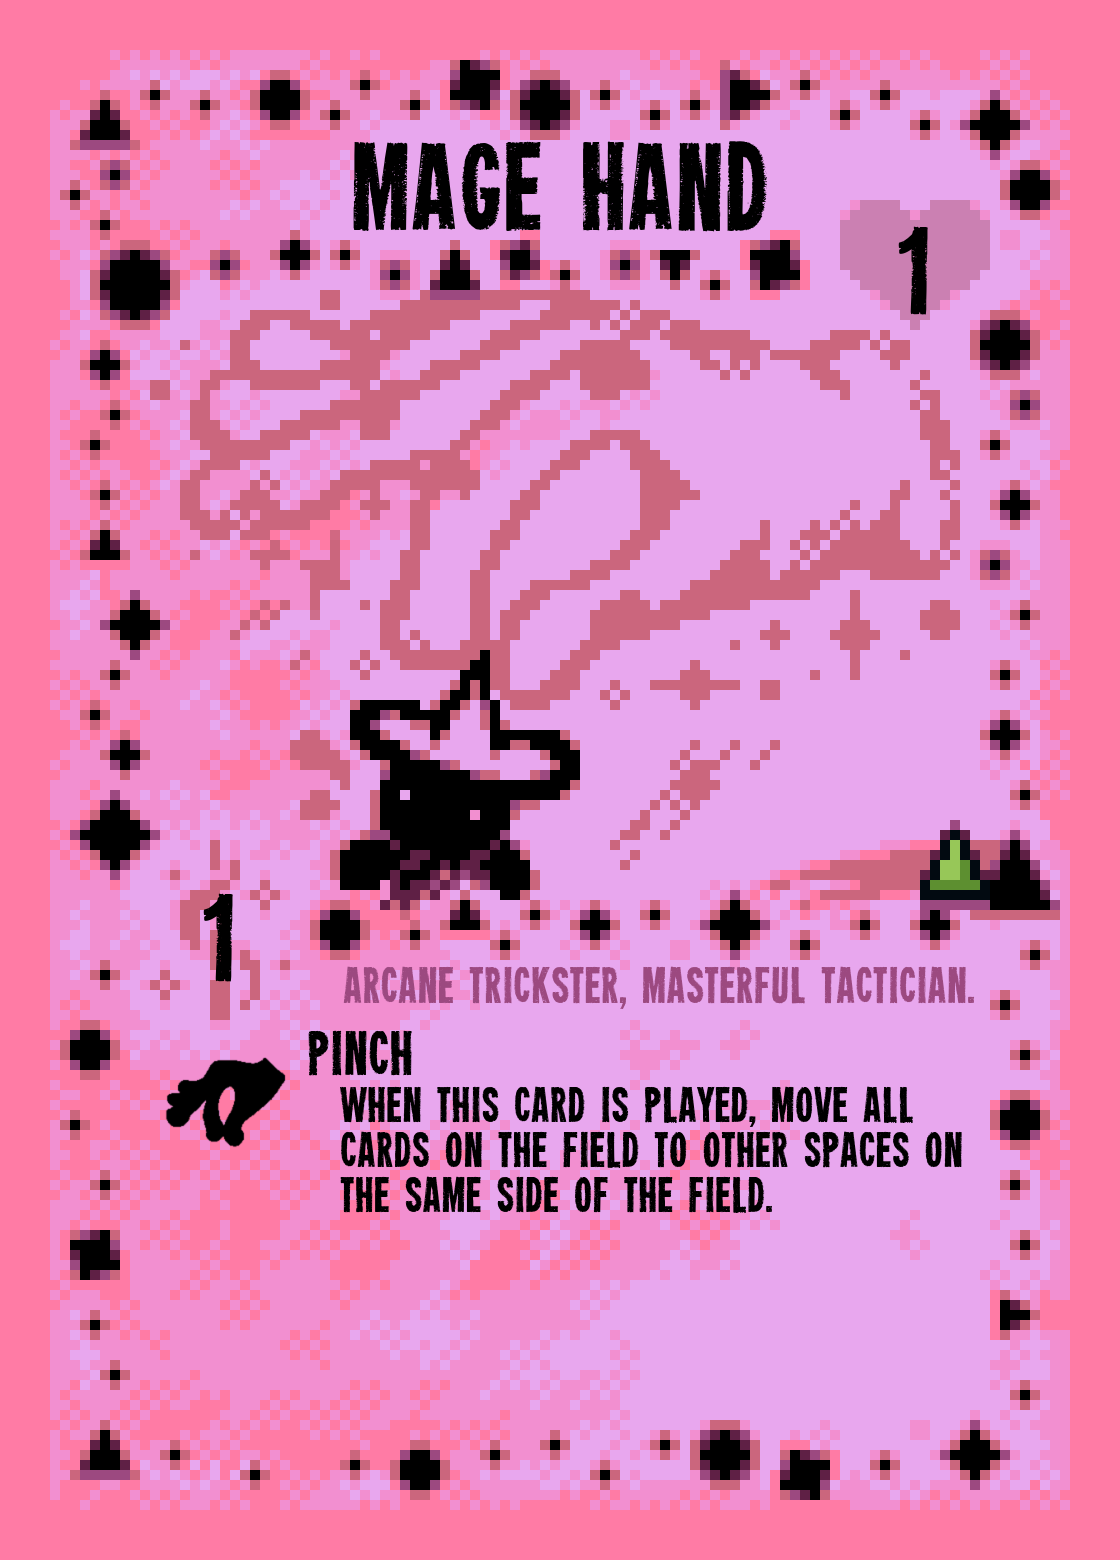 MAGE HAND
1
1
ARCANE TRICKSTER, MASTERFUL TACTICIAN.
PINCH
WHEN THIS CARD IS PLAYED, MOVE ALL
CARDS ON THE FIELD TO OTHER SPACES ON
THE SAME SIDE OF THE FIELD.